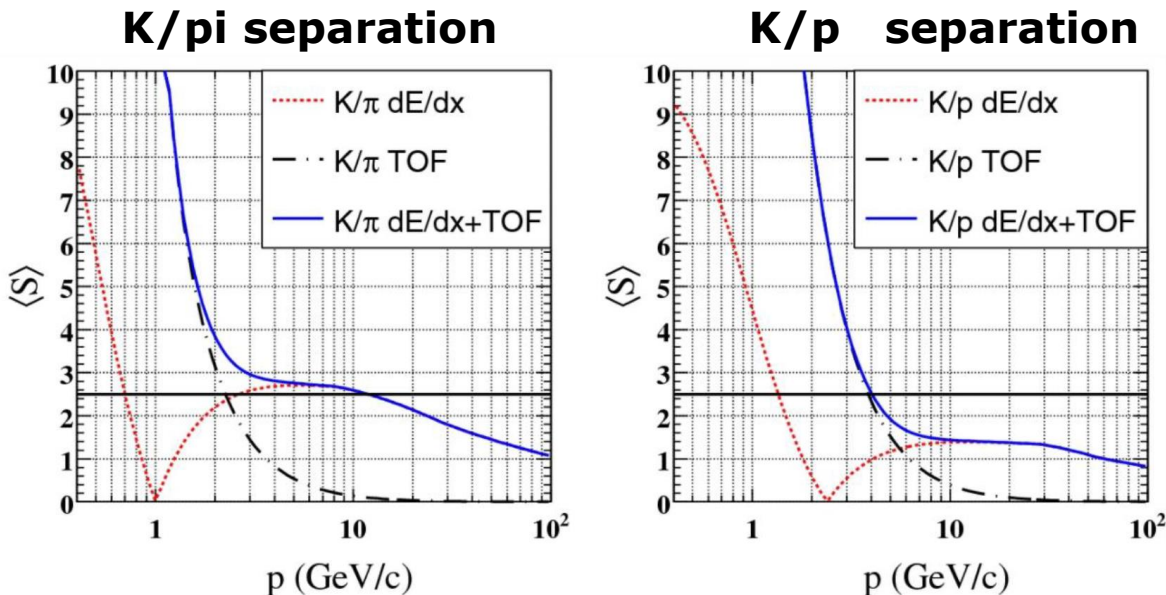 K/pi separation
10
9
8
7
6
5
4
3
2
1
0
⟨S⟩
K/π dE/dx
K/π TOF
K/π dE/dx+TOF
1 10 10²
p (GeV/c)
K/p separation
10
9
8
7
6
5
4
3
2
1
0
⟨S⟩
K/p dE/dx
K/p TOF
K/p dE/dx+TOF
1 10 10²
p (GeV/c)